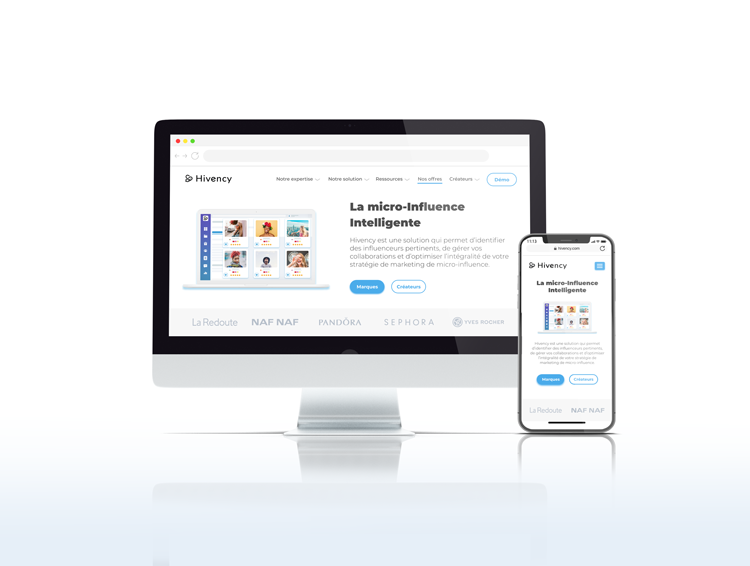 Hivency
Notre expertise Notre solution Ressources Nos offres Créateurs Démo
La micro-Influence
Intelligente
Hivency est une solution qui permet d'identifier
des influenceurs pertinents, de gérer vos
collaborations et d'optimiser l'intégralité de votre
stratégie de marketing de micro-influence.
Marques Créateurs
La Redoute NAF NAF PANDÖRA SEPHORA YVES ROCHER
11:13
hivency.com
Hivency
La micro-Influence
Intelligente
Hivency est une solution qui permet
d'identifier des influenceurs pertinents,
de gérer vos collaborations et d'optimiser
l'intégralité de votre stratégie de
marketing de micro-influence.
Marques Créateurs
La Redoute NAF NAF